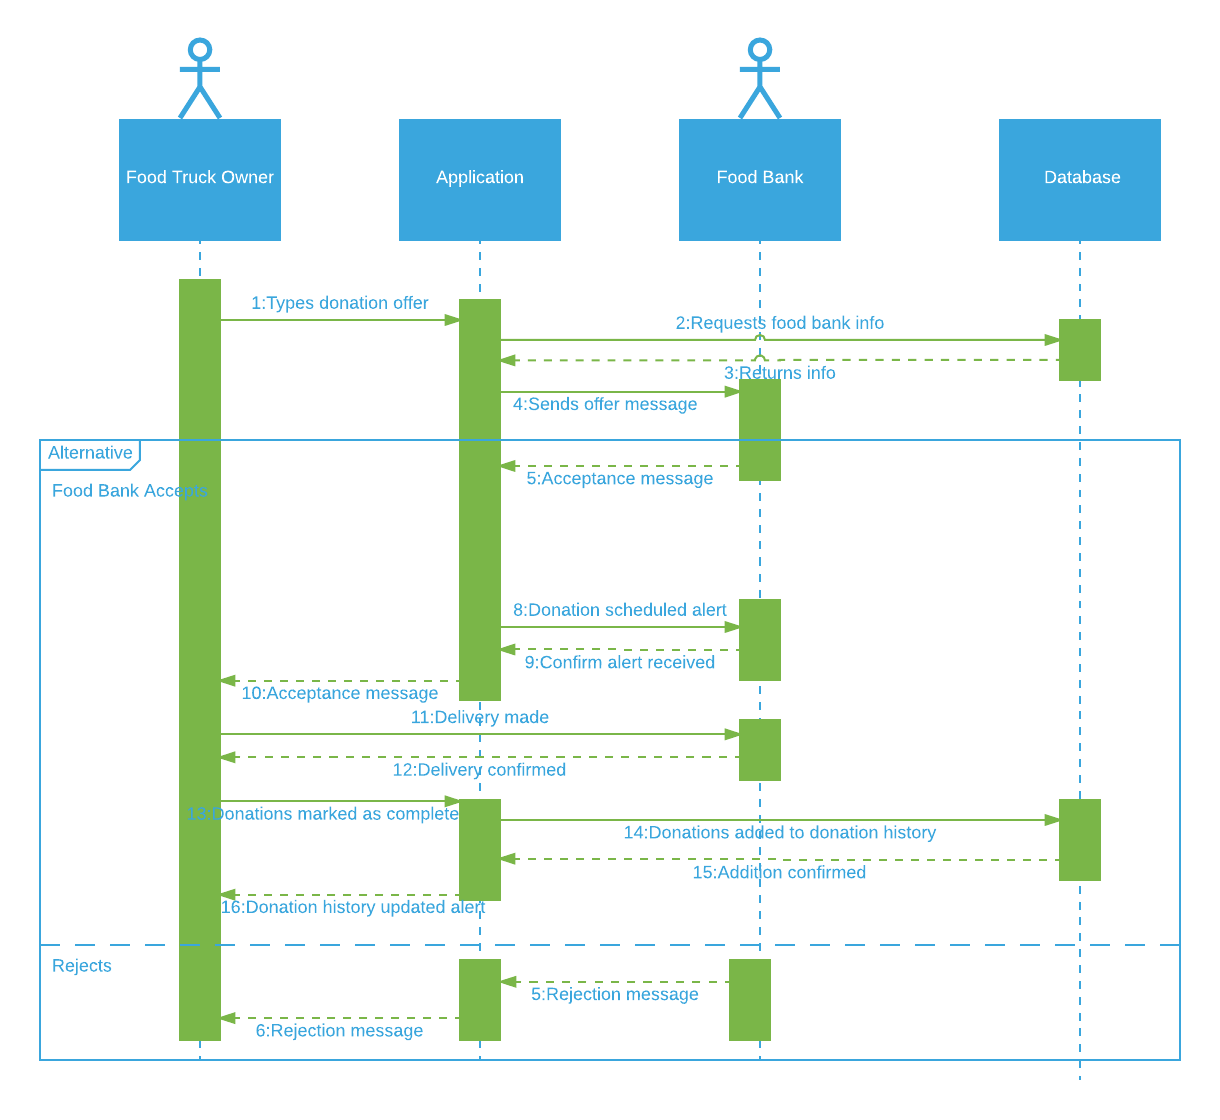 Food Truck Owner
Application
Food Bank
Database
1:Types donation offer
2:Requests food bank info
3:Returns info
4:Sends offer message
Alternative
5:Acceptance message
Food Bank Accepts
8:Donation scheduled alert
9:Confirm alert received
10:Acceptance message
11:Delivery made
12:Delivery confirmed
13:Donations marked as complete
14:Donations added to donation history
15:Addition confirmed
16:Donation history updated alert
Rejects
5:Rejection message
6:Rejection message